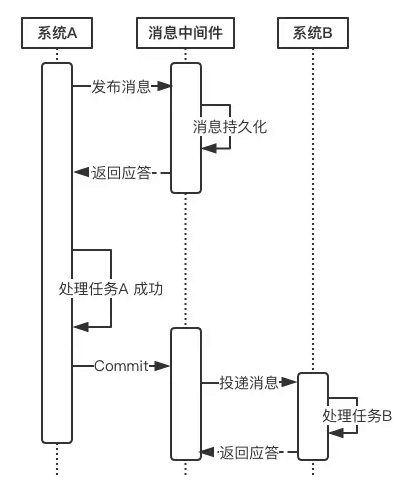 系统A
消息中间件
系统B
发布消息
消息持久化
返回应答
处理任务A 成功
Commit
投递消息
处理任务B
返回应答